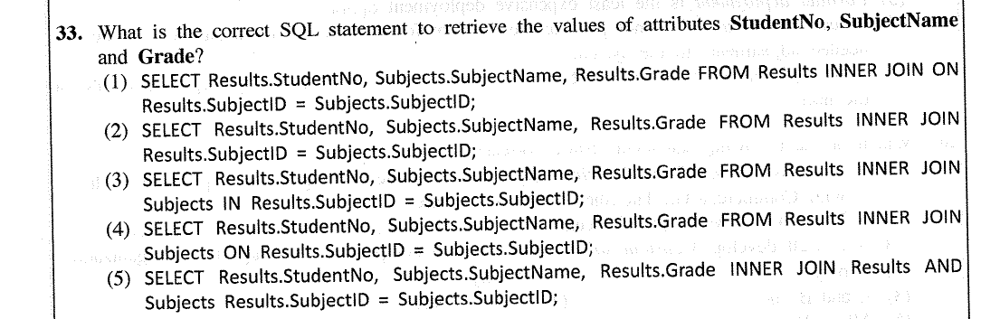 33. What is the correct SQL statement to retrieve the values of attributes StudentNo, SubjectName
and Grade?
(1) SELECT Results.StudentNo, Subjects.SubjectName, Results.Grade FROM Results INNER JOIN ON
Results.SubjectID = Subjects.SubjectID;
(2) SELECT Results.StudentNo, Subjects.SubjectName, Results.Grade FROM Results INNER JOIN
Results.SubjectID = Subjects.SubjectID;
(3) SELECT Results.StudentNo, Subjects.SubjectName, Results.Grade FROM Results INNER JOIN
Subjects IN Results.SubjectID = Subjects.SubjectID;
(4) SELECT Results.StudentNo, Subjects.SubjectName, Results.Grade FROM Results INNER JOIN
Subjects ON Results.SubjectID = Subjects.SubjectID;
(5) SELECT Results.StudentNo, Subjects.SubjectName, Results.Grade INNER JOIN Results AND
Subjects Results.SubjectID = Subjects.SubjectID;